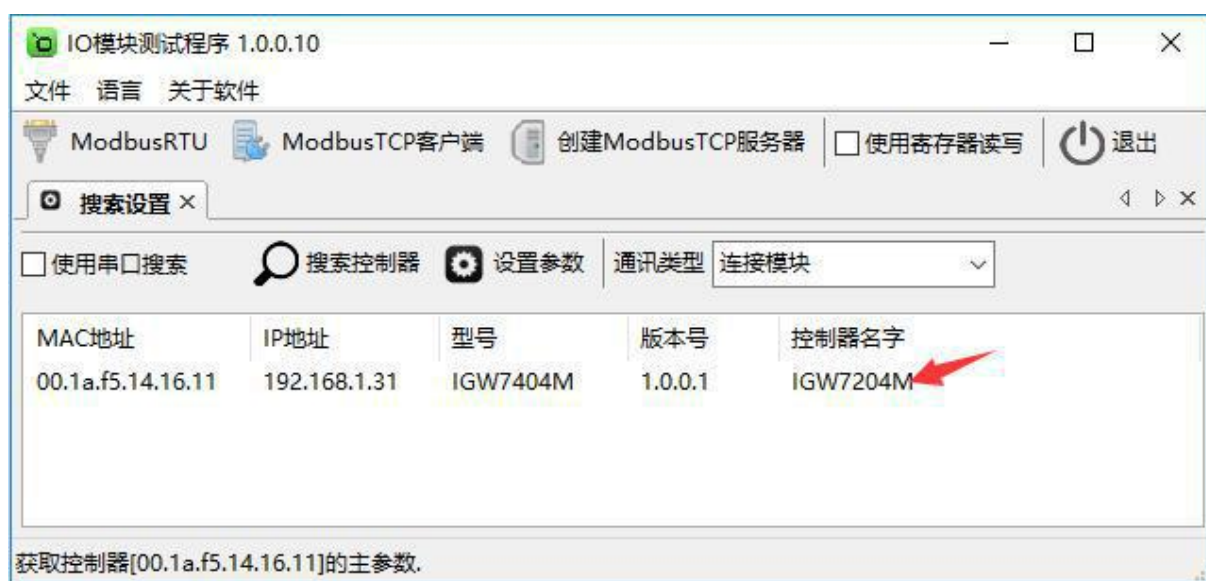 IO模块测试程序 1.0.0.10
文件 语言 关于软件
ModbusRTU ModbusTCP客户端 创建ModbusTCP服务器 使用寄存器读写 退出
搜索设置
使用串口搜索 搜索控制器 设置参数 通讯类型 连接模块
MAC地址 IP地址 型号 版本号 控制器名字
00.1a.f5.14.16.11 192.168.1.31 IGW7404M 1.0.0.1 IGW7204M
获取控制器[00.1a.f5.14.16.11]的主参数.